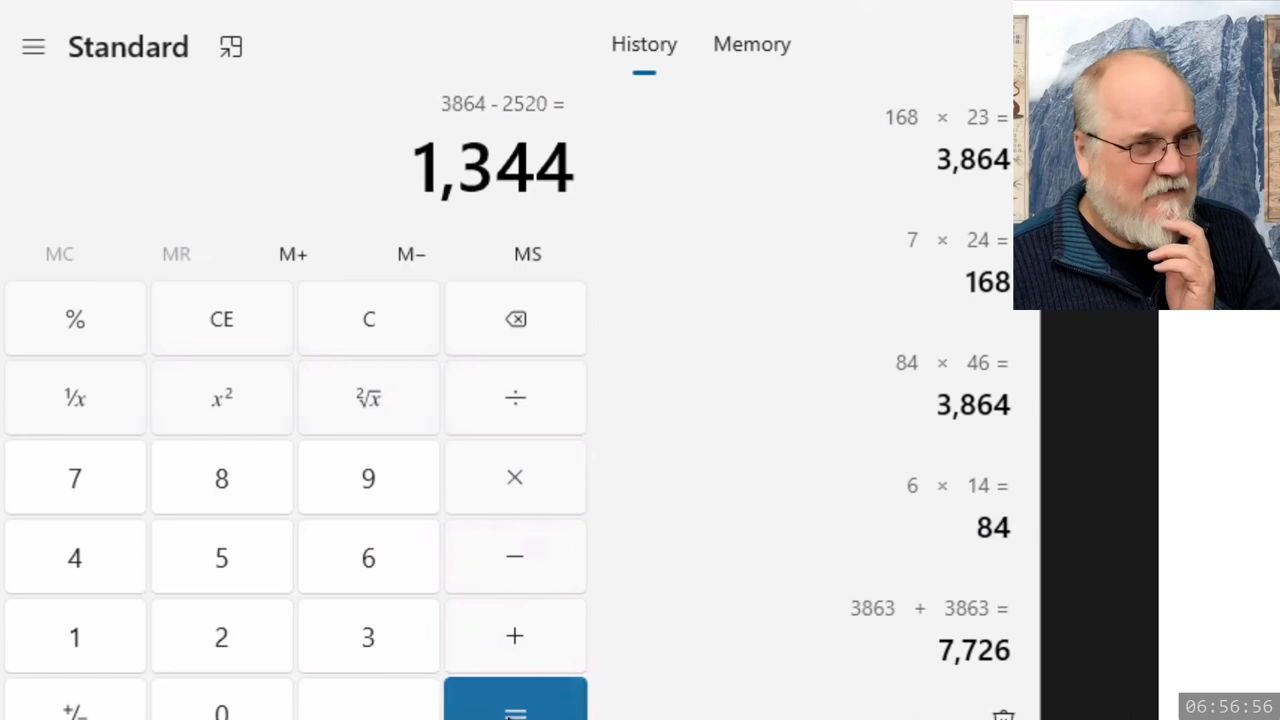 Standard
History Memory
3864 - 2520 =
1,344
168 × 23 =
3,864
7 × 24 =
168
84 × 46 =
3,864
6 × 14 =
84
3863 + 3863 =
7,726
MC MR M+ M− MS
% CE C
¹/x x² ²√x ÷
7 8 9 ×
4 5 6 −
1 2 3 +
+/− 0 =
06:56:56